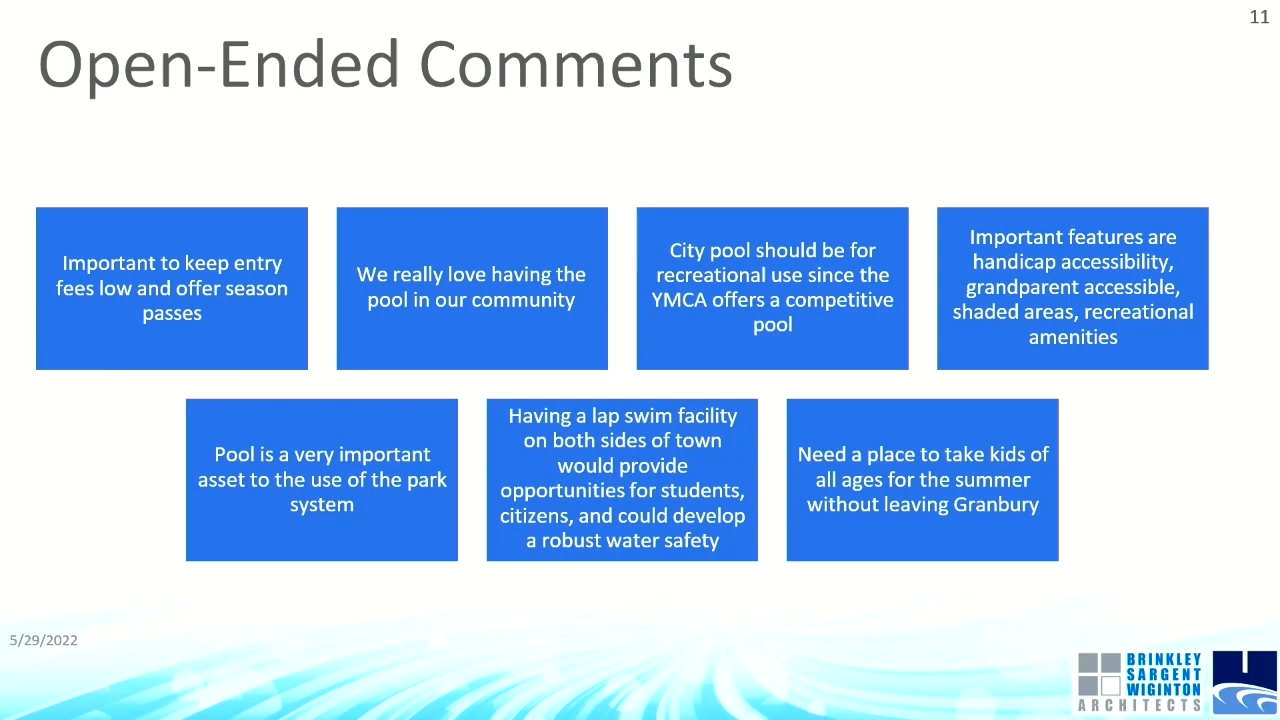 11
Open-Ended Comments
Important to keep entry
fees low and offer season
passes
We really love having the
pool in our community
City pool should be for
recreational use since the
YMCA offers a competitive
pool
Important features are
handicap accessibility,
grandparent accessible,
shaded areas, recreational
amenities
Pool is a very important
asset to the use of the park
system
Having a lap swim facility
on both sides of town
would provide
opportunities for students,
citizens, and could develop
a robust water safety
Need a place to take kids of
all ages for the summer
without leaving Granbury
5/29/2022
BRINKLEY
SARGENT
WIGINTON
ARCHITECTS